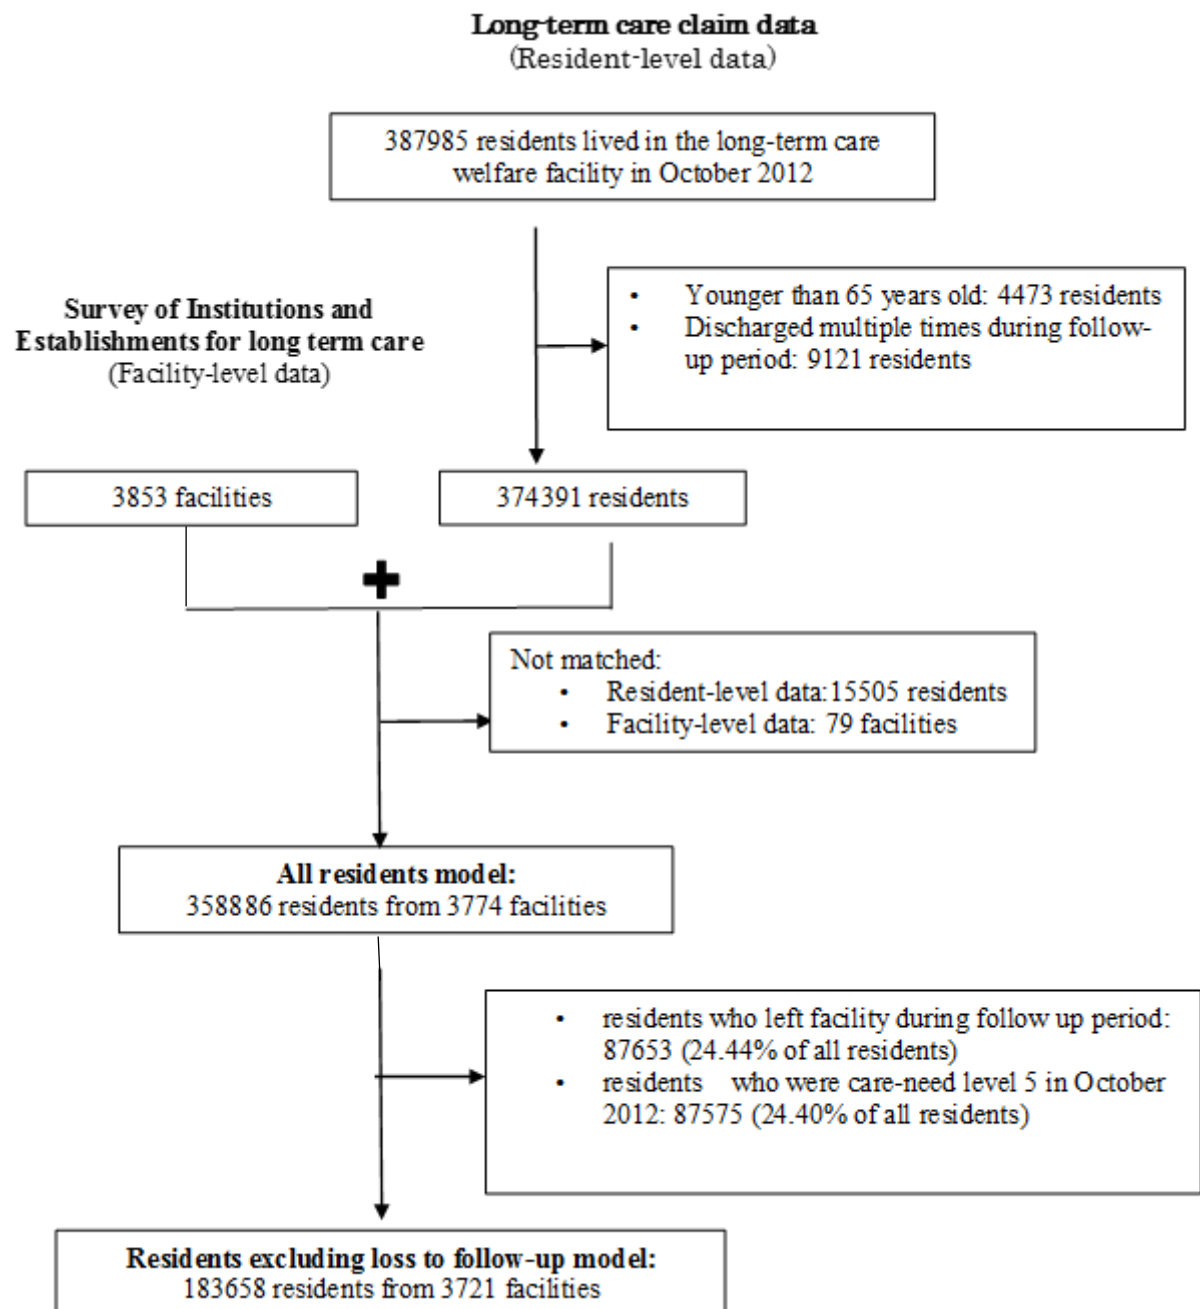 Long-term care claim data
(Resident-level data)
387985 residents lived in the long-term care
welfare facility in October 2012
• Younger than 65 years old: 4473 residents
• Discharged multiple times during follow-
up period: 9121 residents
Survey of Institutions and
Establishments for long term care
(Facility-level data)
3853 facilities
374391 residents
Not matched:
• Resident-level data:15505 residents
• Facility-level data: 79 facilities
All residents model:
358886 residents from 3774 facilities
• residents who left facility during follow up period:
87653 (24.44% of all residents)
• residents who were care-need level 5 in October
2012: 87575 (24.40% of all residents)
Residents excluding loss to follow-up model:
183658 residents from 3721 facilities